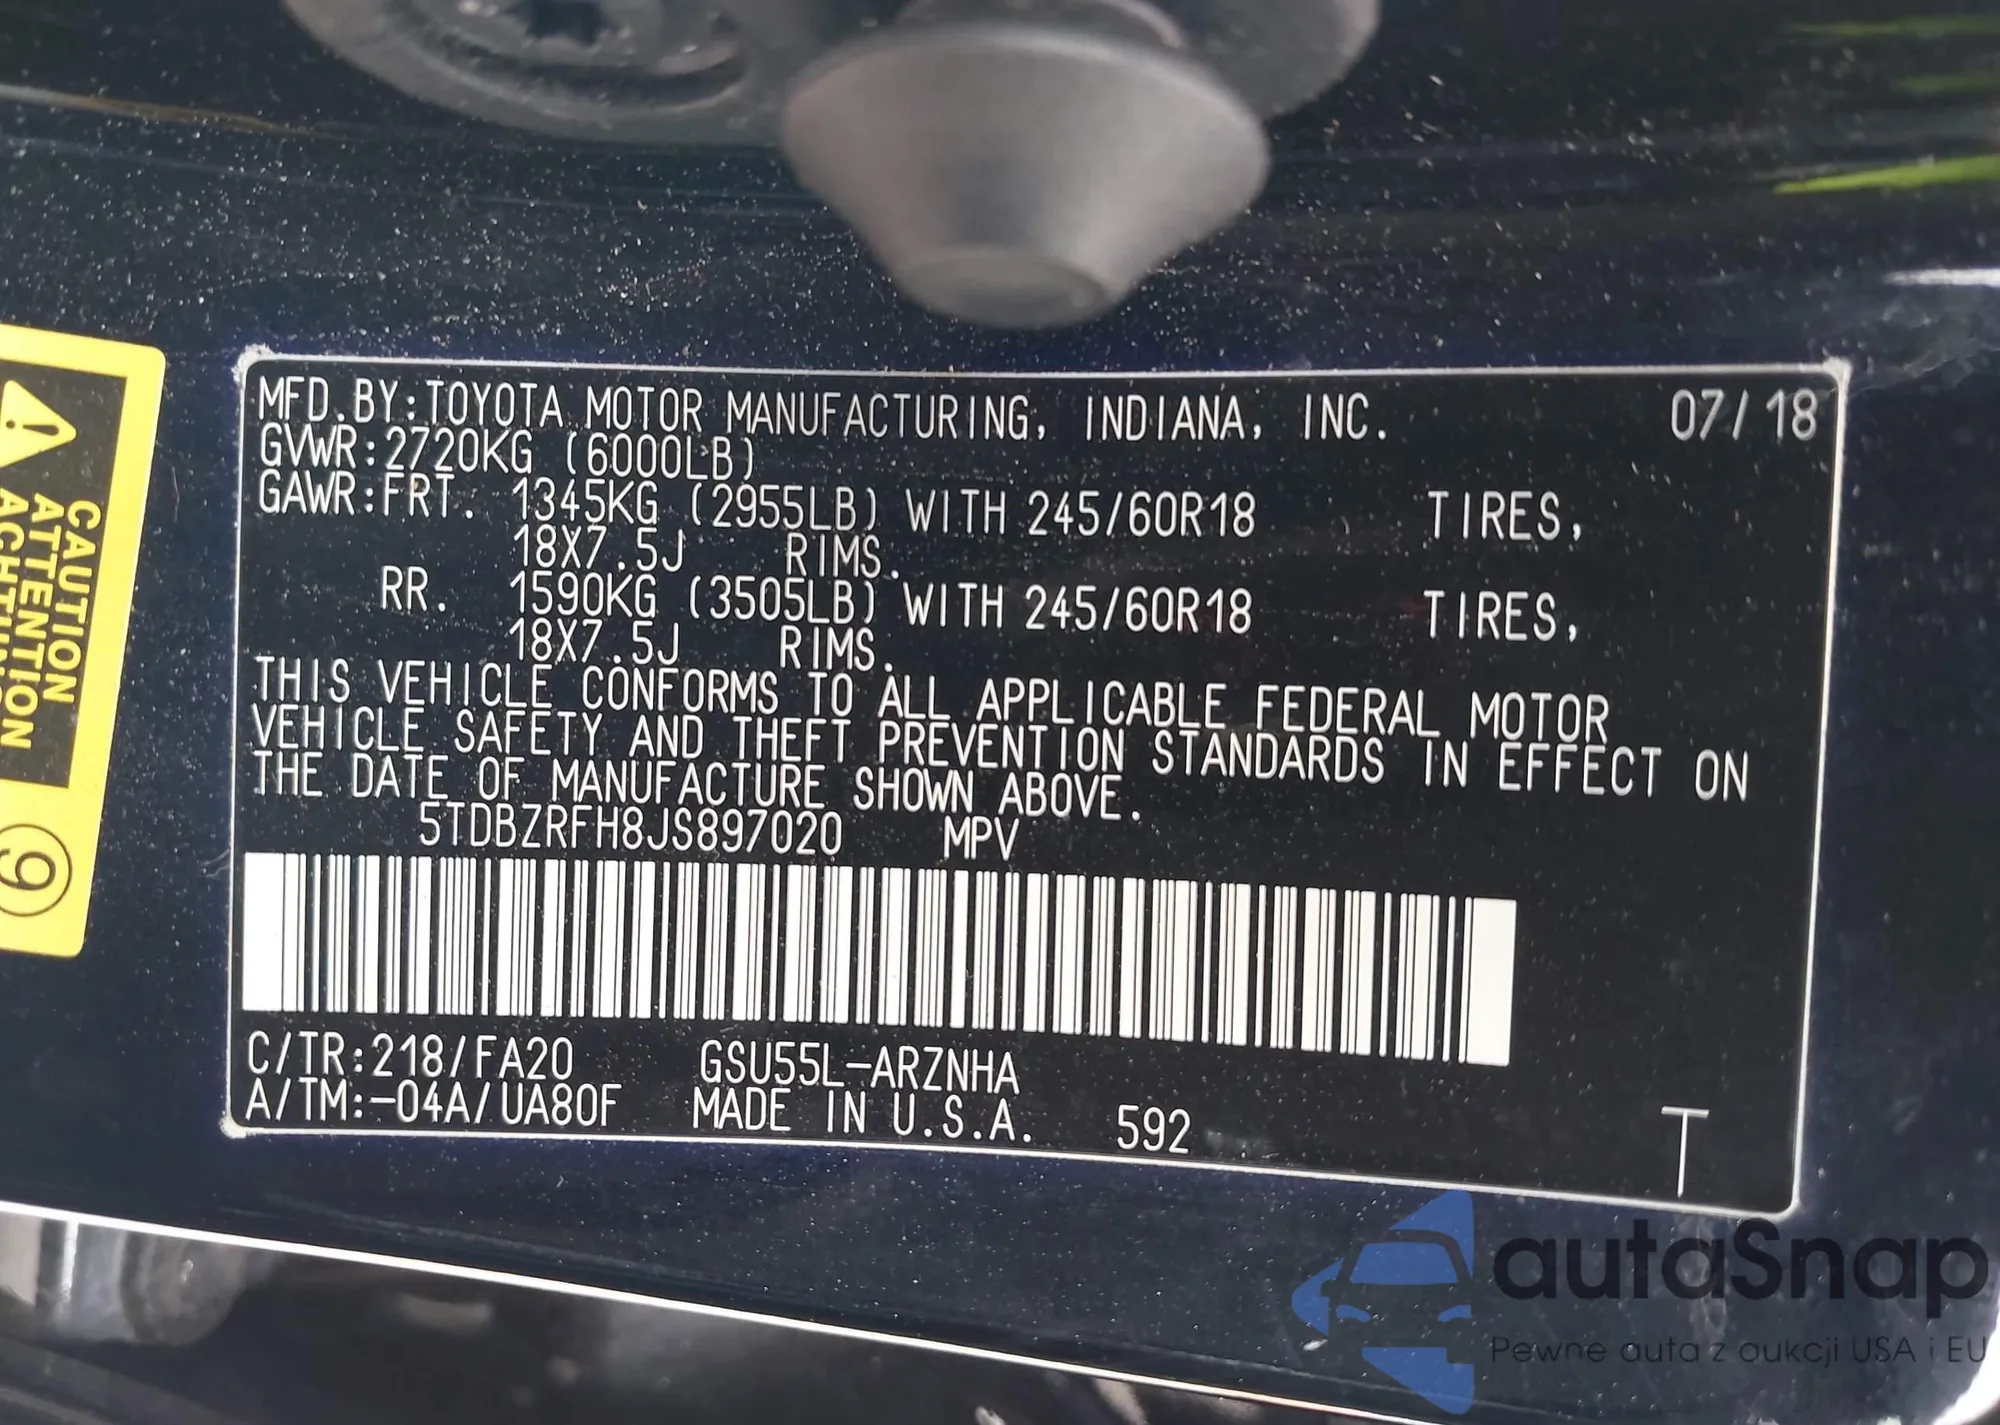 MFD.BY:TOYOTA MOTOR MANUFACTURING, INDIANA, INC. 07/18
GVWR:2720KG (6000LB)
GAWR:FRT. 1345KG (2955LB) WITH 245/60R18 TIRES,
18X7.5J RIMS.
RR. 1590KG (3505LB) WITH 245/60R18 TIRES,
18X7.5J RIMS.
THIS VEHICLE CONFORMS TO ALL APPLICABLE FEDERAL MOTOR
VEHICLE SAFETY AND THEFT PREVENTION STANDARDS IN EFFECT ON
THE DATE OF MANUFACTURE SHOWN ABOVE.
5TDBZRFH8JS897020 MPV
C/TR:218/FA20 GSU55L-ARZNHA
A/TM:-04A/UA80F MADE IN U.S.A. 592 T
CAUTION
ATTENTION
ACHTUNG
9
autaSnap
Pewne auta z aukcji USA i EU